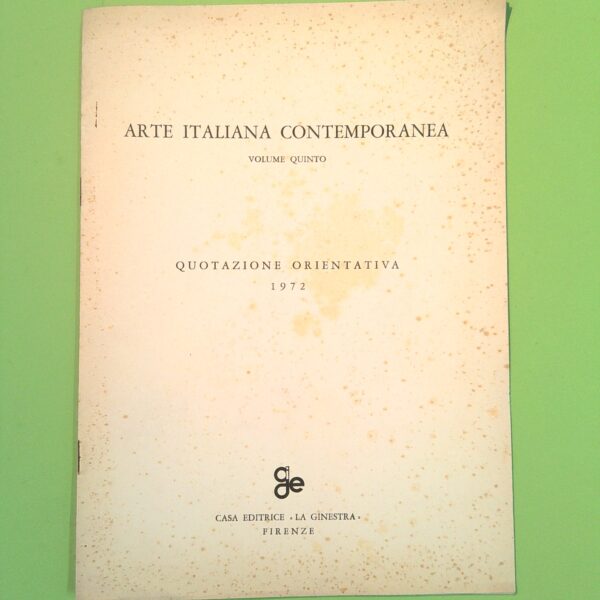 ARTE ITALIANA CONTEMPORANEA
VOLUME QUINTO
QUOTAZIONE ORIENTATIVA
1972
CASA EDITRICE « LA GINESTRA »
FIRENZE